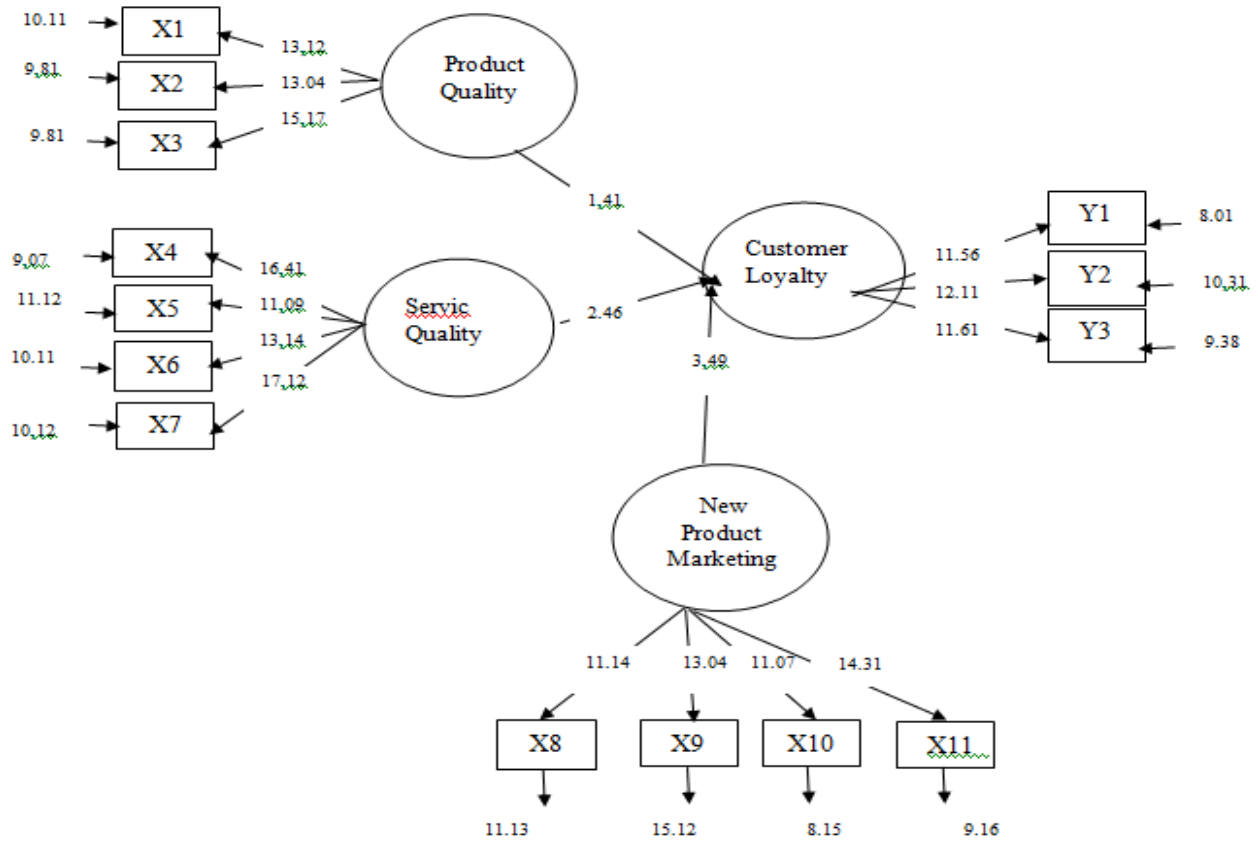 10.11
X1
13,12
9,81
X2
13.04
Product
Quality
15,17
9.81
X3
1,41
Y1
8.01
9,07
X4
16,41
Customer
Loyalty
11.56
11.12
X5
11,09
Servic
Quality
2.46
12.11
Y2
10,31
13,14
11.61
Y3
9.38
10.11
X6
17,12
3,49
10,12
X7
New
Product
Marketing
11.14
13.04
11.07
14.31
X8
X9
X10
X11
11.13
15.12
8.15
9.16